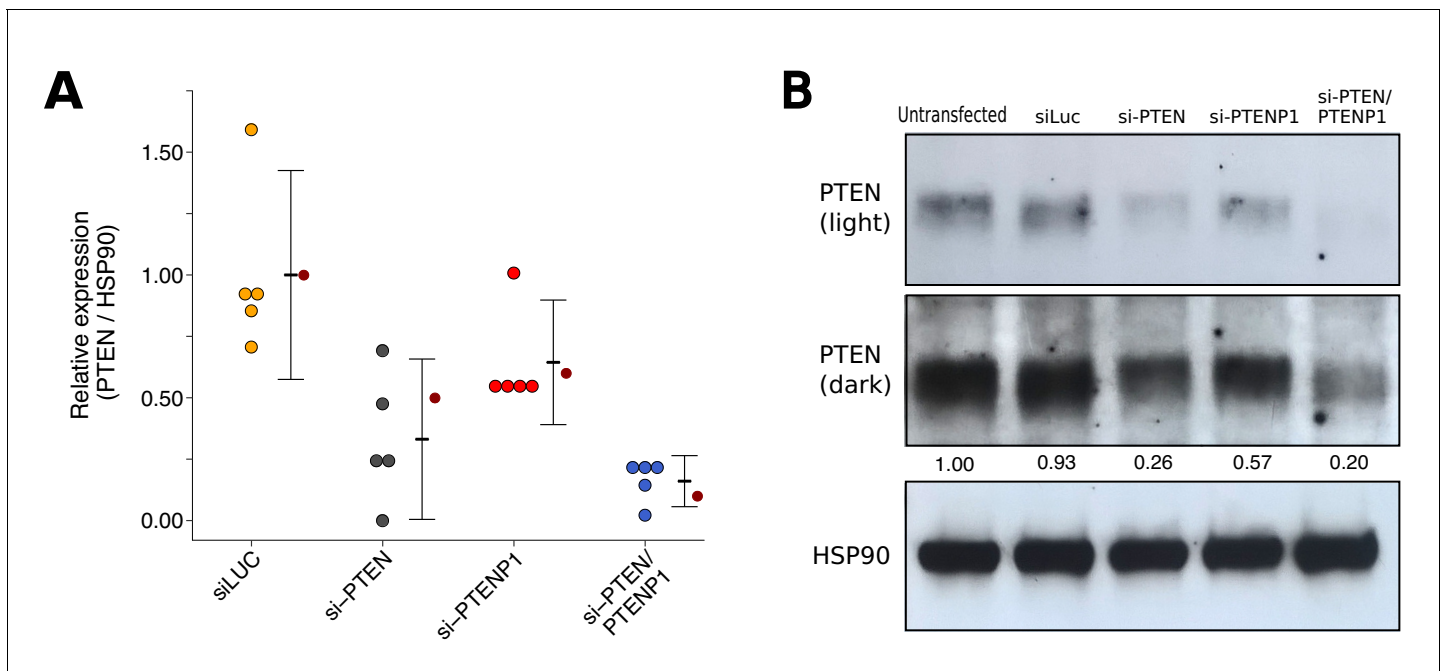 A
Relative expression
(PTEN / HSP90)
1.50
1.00
0.50
0.00
siLUC
si–PTEN
si–PTENP1
si–PTEN/
PTENP1
B
Untransfected
siLuc
si-PTEN
si-PTENP1
si-PTEN/
PTENP1
PTEN
(light)
PTEN
(dark)
1.00
0.93
0.26
0.57
0.20
HSP90